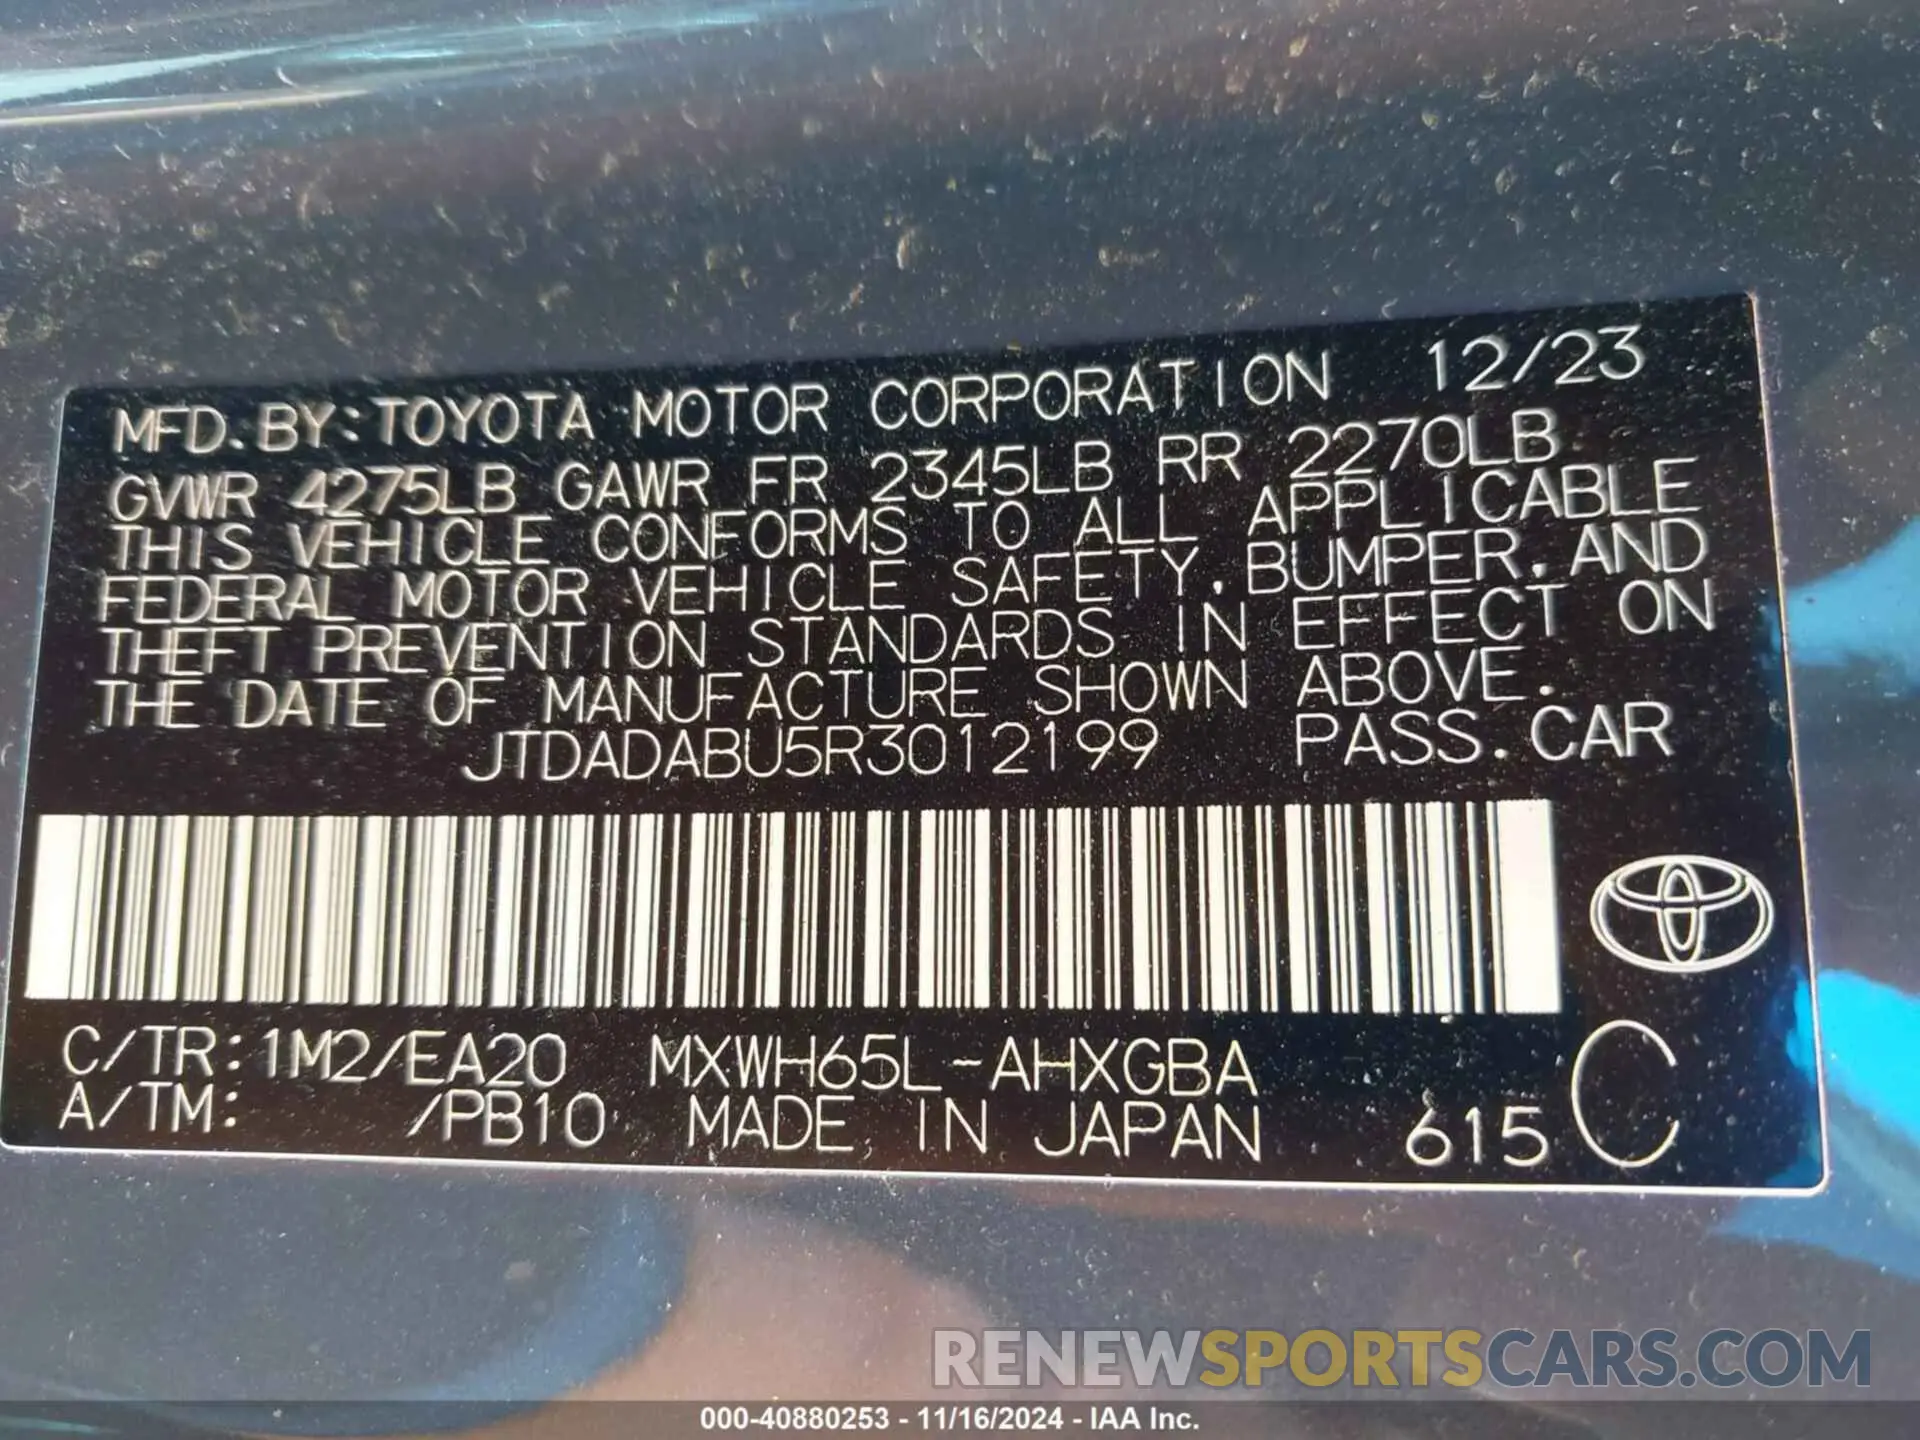 MFD. BY: TOYOTA MOTOR CORPORATION 12/23
GVWR 4275LB GAWR FR 2345LB RR 2270LB
THIS VEHICLE CONFORMS TO ALL APPLICABLE
FEDERAL MOTOR VEHICLE SAFETY, BUMPER, AND
THEFT PREVENTION STANDARDS IN EFFECT ON
THE DATE OF MANUFACTURE SHOWN ABOVE.
JTDADABU5R3012199 PASS. CAR
C/TR: 1M2/EA20 MXWH65L-AHXGBA
A/TM: /PB10 MADE IN JAPAN 615 C
RENEWSPORTSCARS.COM
000-40880253 - 11/16/2024 - IAA Inc.